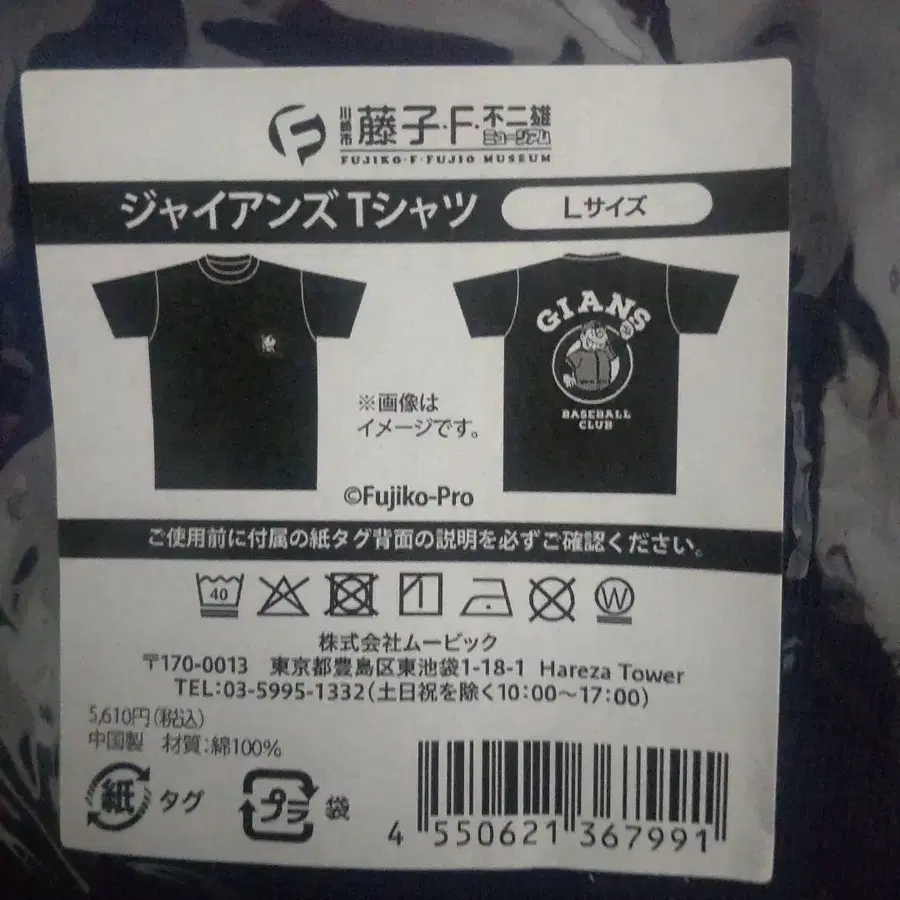 川崎市 藤子・F・不二雄 ミュージアム
FUJIKO・F・FUJIO MUSEUM
ジャイアンズ Tシャツ Lサイズ
GIANS
BASEBALL
CLUB
※画像は
イメージです。
©Fujiko-Pro
ご使用前に付属の紙タグ背面の説明を必ずご確認ください。
40 W
株式会社ムービック
〒170-0013 東京都豊島区東池袋1-18-1 Hareza Tower
TEL:03-5995-1332(土日祝を除く10:00〜17:00)
5,610円(税込)
中国製 材質:綿100%
紙 タグ プラ 袋
4 550621 367991